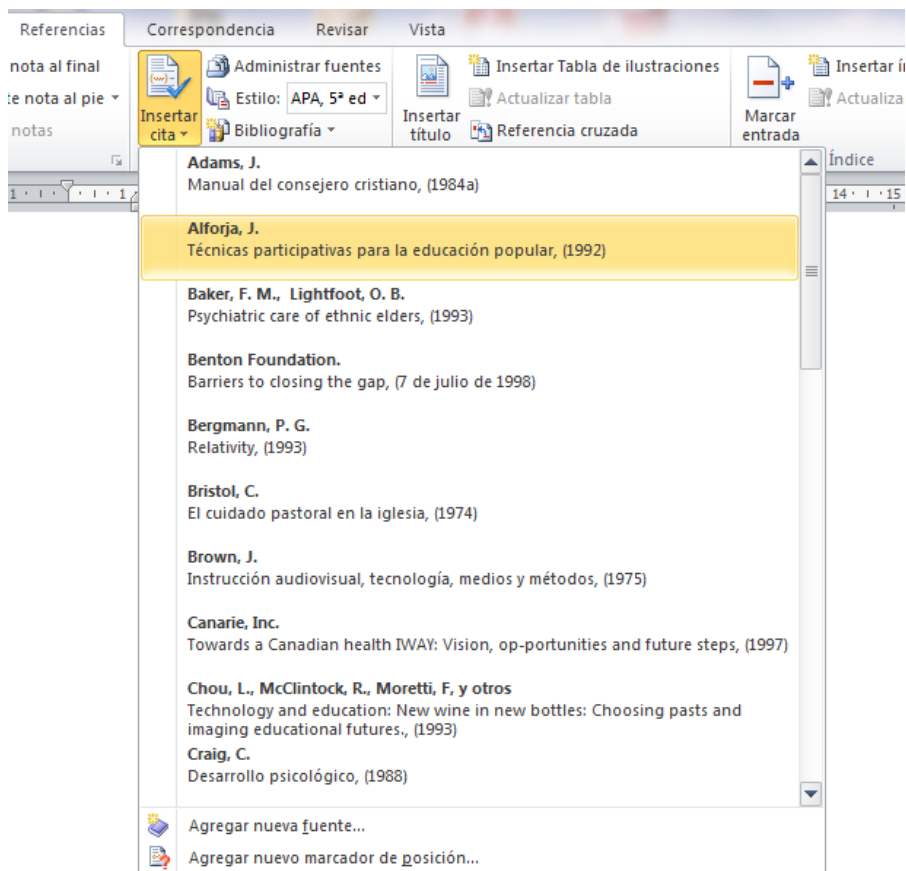 Referencias Correspondencia Revisar Vista
nota al final Administrar fuentes Insertar Tabla de ilustraciones Insertar
nota al pie Estilo: APA, 5ª ed Actualizar tabla
notas Insertar cita Bibliografía Insertar título Referencia cruzada Marcar entrada
Índice
1 1 14 15
Adams, J.
Manual del consejero cristiano, (1984a)
Alforja, J.
Técnicas participativas para la educación popular, (1992)
Baker, F. M., Lightfoot, O. B.
Psychiatric care of ethnic elders, (1993)
Benton Foundation.
Barriers to closing the gap, (7 de julio de 1998)
Bergmann, P. G.
Relativity, (1993)
Bristol, C.
El cuidado pastoral en la iglesia, (1974)
Brown, J.
Instrucción audiovisual, tecnología, medios y métodos, (1975)
Canarie, Inc.
Towards a Canadian health IWAY: Vision, op-portunities and future steps, (1997)
Chou, L., McClintock, R., Moretti, F, y otros
Technology and education: New wine in new bottles: Choosing pasts and
imaging educational futures., (1993)
Craig, C.
Desarrollo psicológico, (1988)
Agregar nueva fuente...
Agregar nuevo marcador de posición...